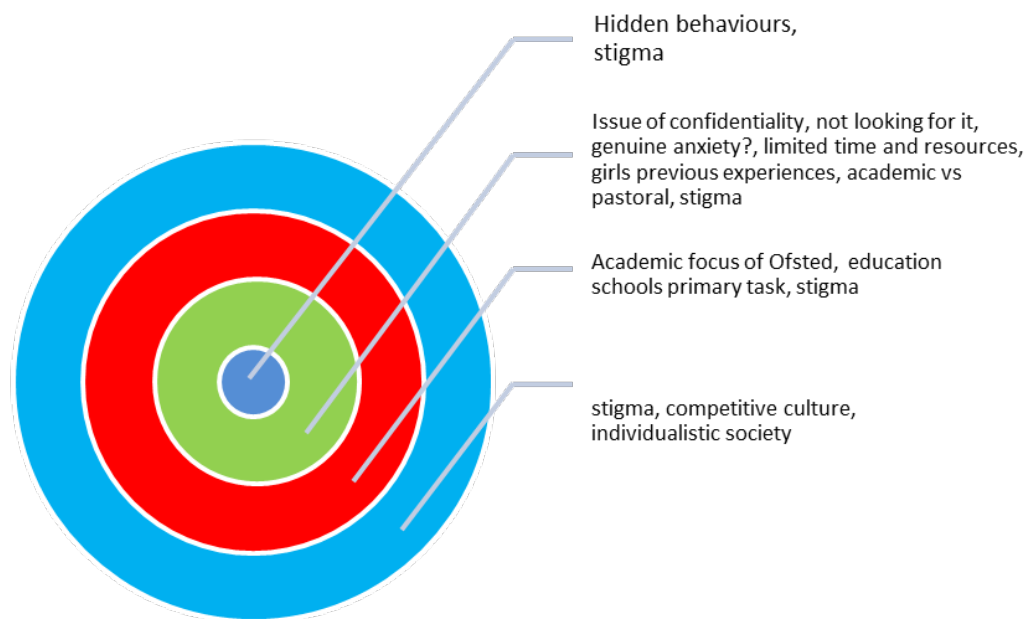 Hidden behaviours,
stigma
Issue of confidentiality, not looking for it,
genuine anxiety?, limited time and resources,
girls previous experiences, academic vs
pastoral, stigma
Academic focus of Ofsted, education
schools primary task, stigma
stigma, competitive culture,
individualistic society